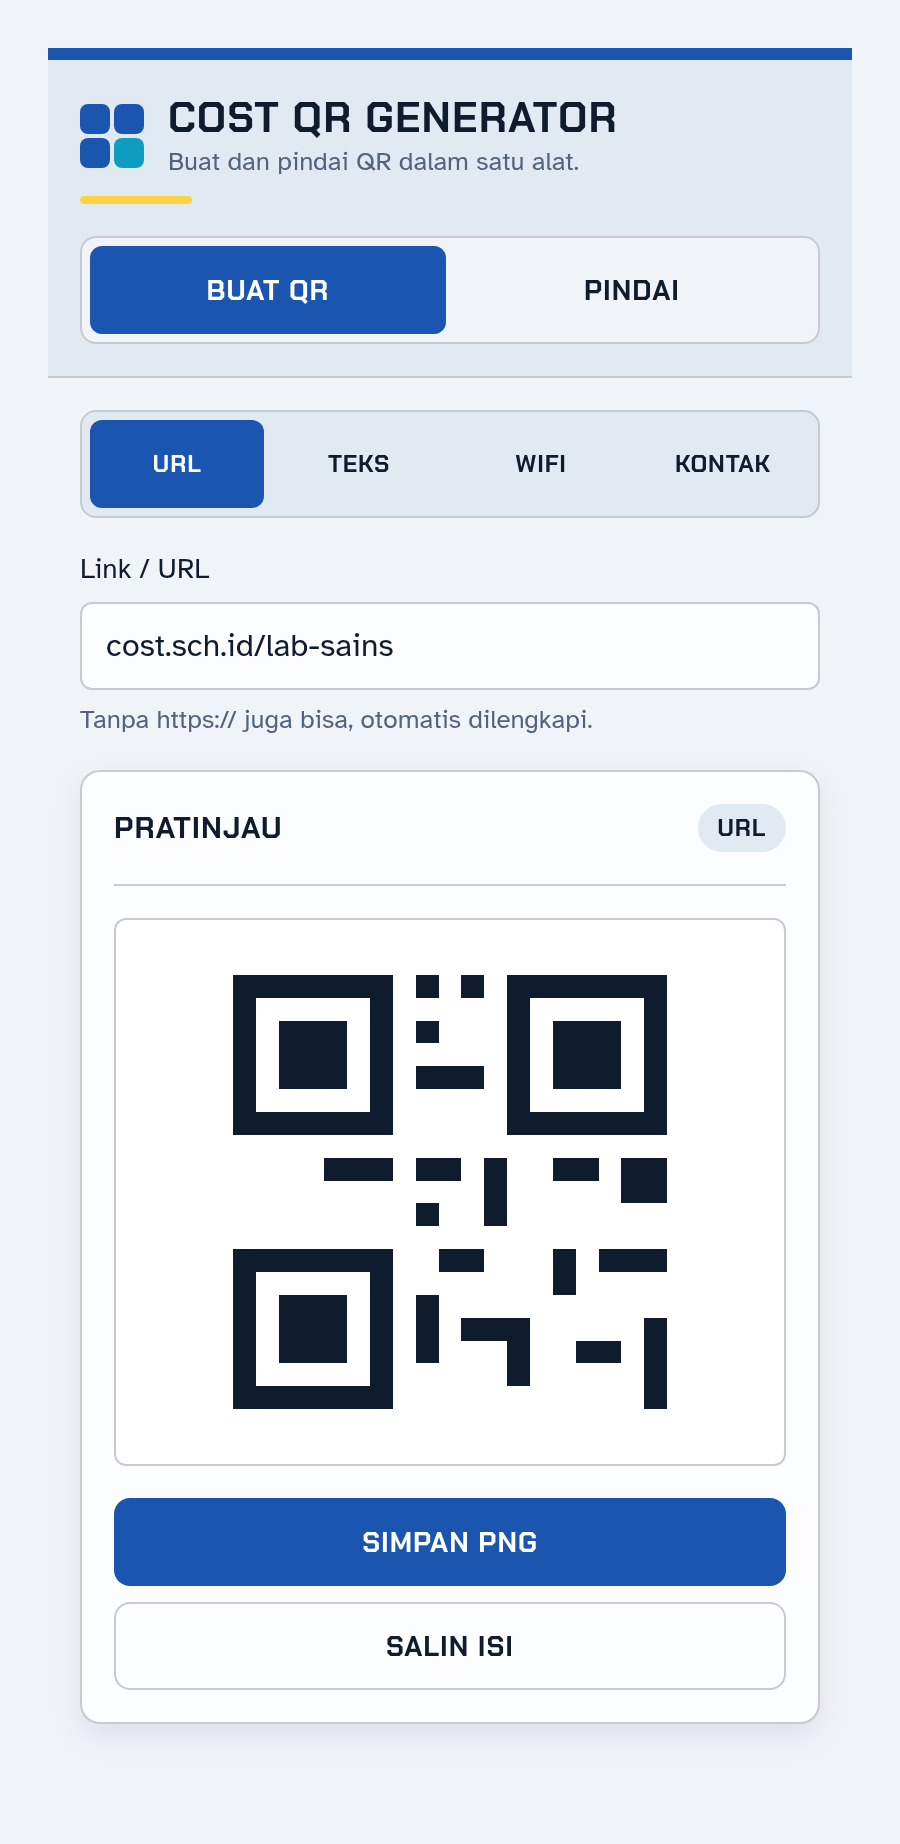 COST QR GENERATOR
Buat dan pindai QR dalam satu alat.
BUAT QR
PINDAI
URL
TEKS
WIFI
KONTAK
Link / URL
cost.sch.id/lab-sains
Tanpa https:// juga bisa, otomatis dilengkapi.
PRATINJAU
URL
SIMPAN PNG
SALIN ISI